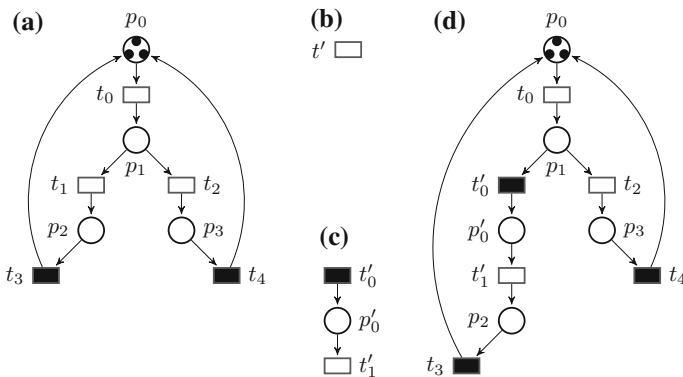 (a)
p₀
t₀
p₁
t₁
t₂
p₂
p₃
t₃
t₄
(b)
t′
(c)
t′₀
p′₀
t′₁
(d)
p₀
t₀
p₁
t′₀
t₂
p′₀
p₃
t′₁
t₄
p₂
t₃